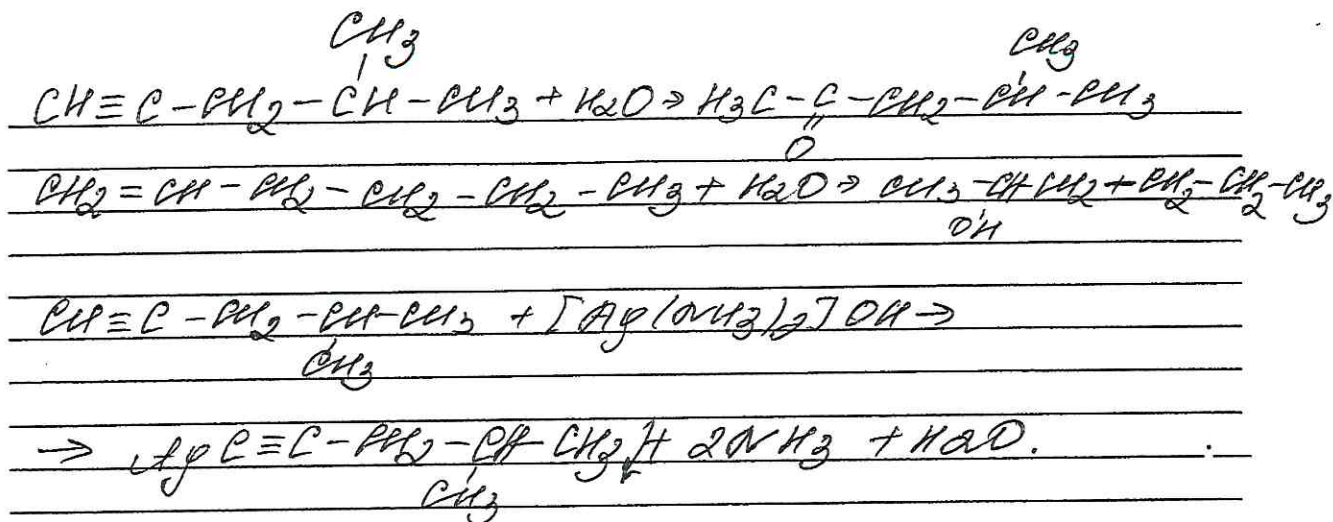 CH3 CH3
CH≡C-CH2-CH-CH3 + H2O → H3C-C-CH2-CH-CH3
O
CH2=CH-CH2-CH2-CH2-CH3 + H2O → CH3-CHCH2+CH2-CH2-CH3
OH
CH≡C-CH2-CH-CH3 + [Ag(NH3)2]OH →
CH3
→ AgC≡C-CH2-CH-CH3↓+ 2NH3 + H2O.
CH3